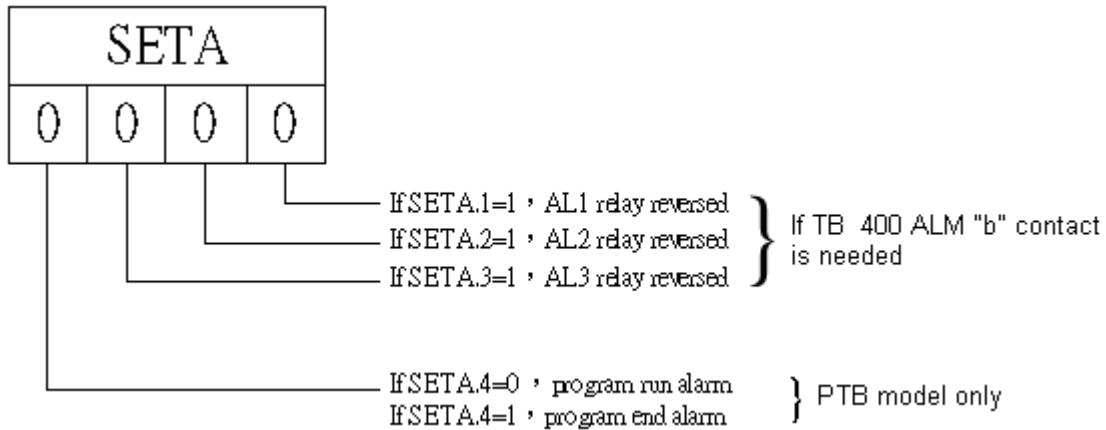 SETA
0 0 0 0
If SETA.1=1，AL1 relay reversed
If SETA.2=1，AL2 relay reversed
If SETA.3=1，AL3 relay reversed
If TB 400 ALM "b" contact
is needed
If SETA.4=0，program run alarm
If SETA.4=1，program end alarm
PTB model only